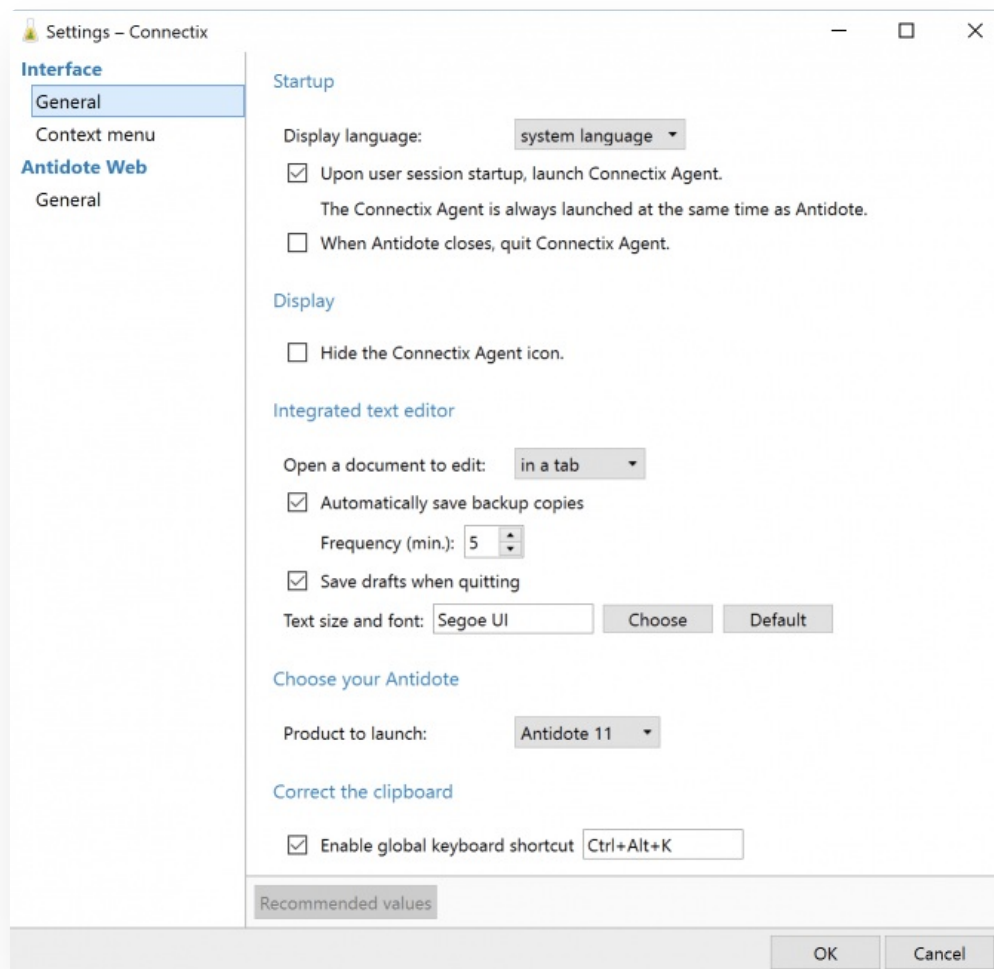 Settings – Connectix
Interface
General
Context menu
Antidote Web
General
Startup
Display language: system language
Upon user session startup, launch Connectix Agent.
The Connectix Agent is always launched at the same time as Antidote.
When Antidote closes, quit Connectix Agent.
Display
Hide the Connectix Agent icon.
Integrated text editor
Open a document to edit: in a tab
Automatically save backup copies
Frequency (min.): 5
Save drafts when quitting
Text size and font: Segoe UI Choose Default
Choose your Antidote
Product to launch: Antidote 11
Correct the clipboard
Enable global keyboard shortcut Ctrl+Alt+K
Recommended values
OK Cancel